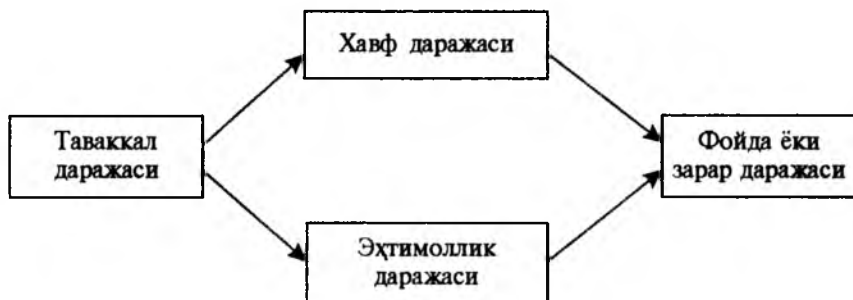 Хавф даражаси
Таваккал
даражаси
Фойда ёки
зарар даражаси
Эҳтимоллик
даражаси